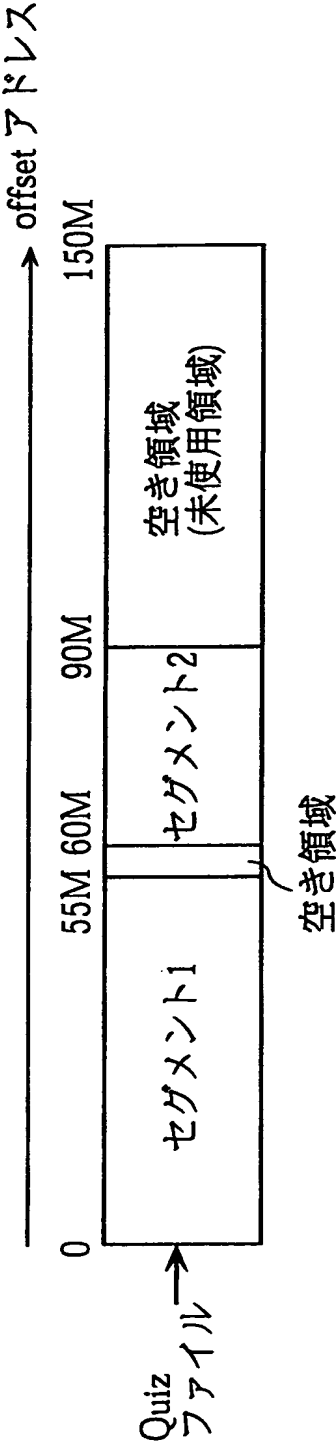 offset アドレス
0
55M
60M
90M
150M
Quiz
ファイル
セグメント1
セグメント2
空き領域
(未使用領域)
空き領域